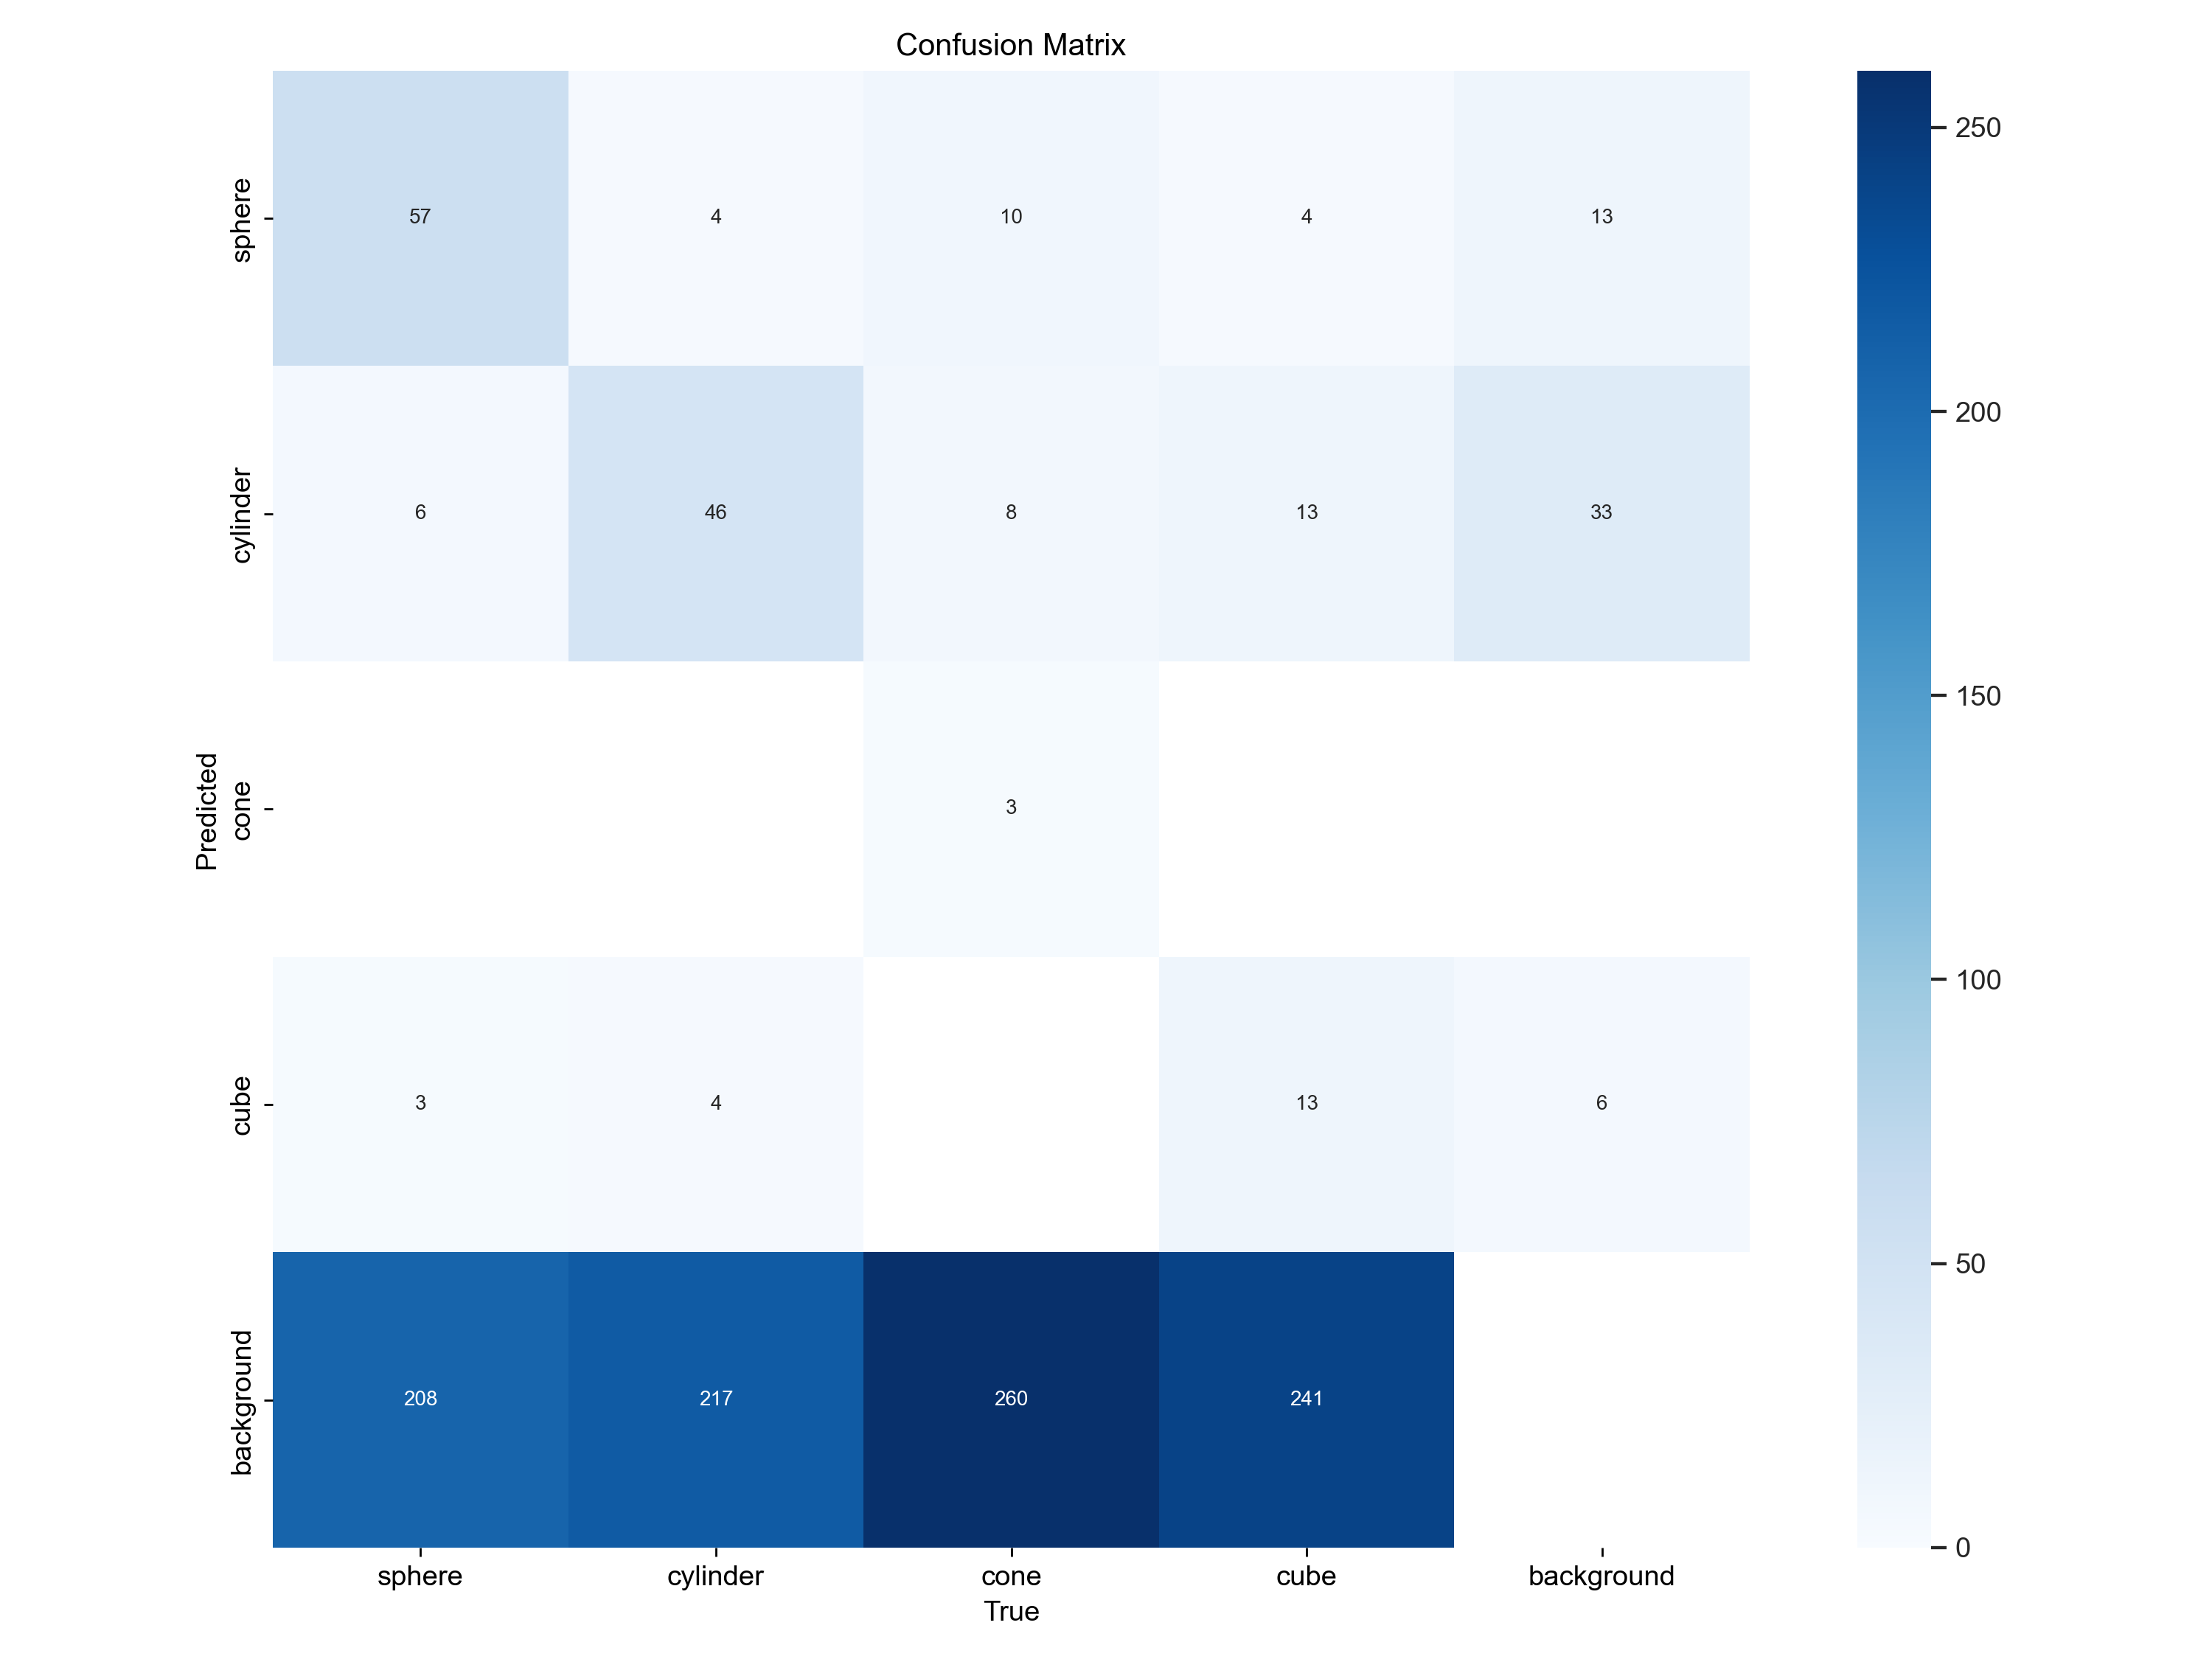 Confusion Matrix
sphere
57 4 10 4 13
cylinder
6 46 8 13 33
Predicted
cone
3
cube
3 4 13 6
background
208 217 260 241
sphere cylinder cone cube background
True
250
200
150
100
50
0